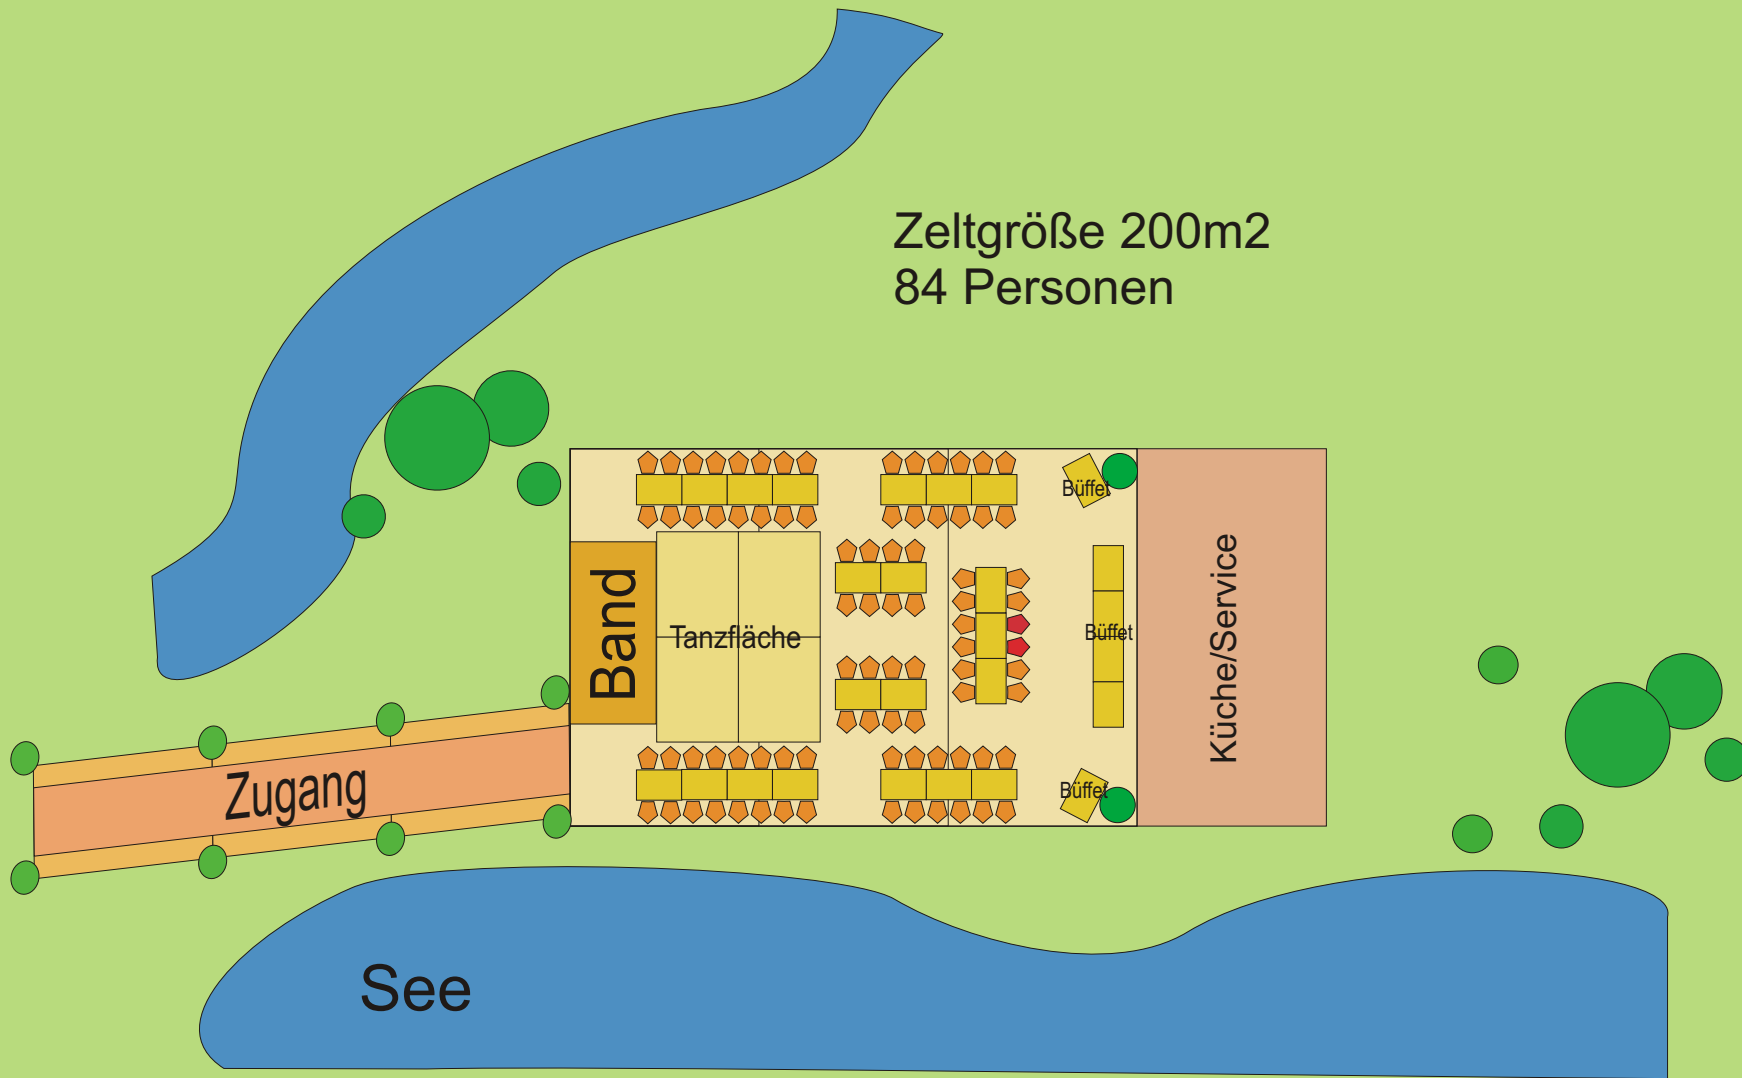 Zeltgröße 200m2
84 Personen
Büffet
Band
Tanzfläche
Büffet
Küche/Service
Büffet
Zugang
See